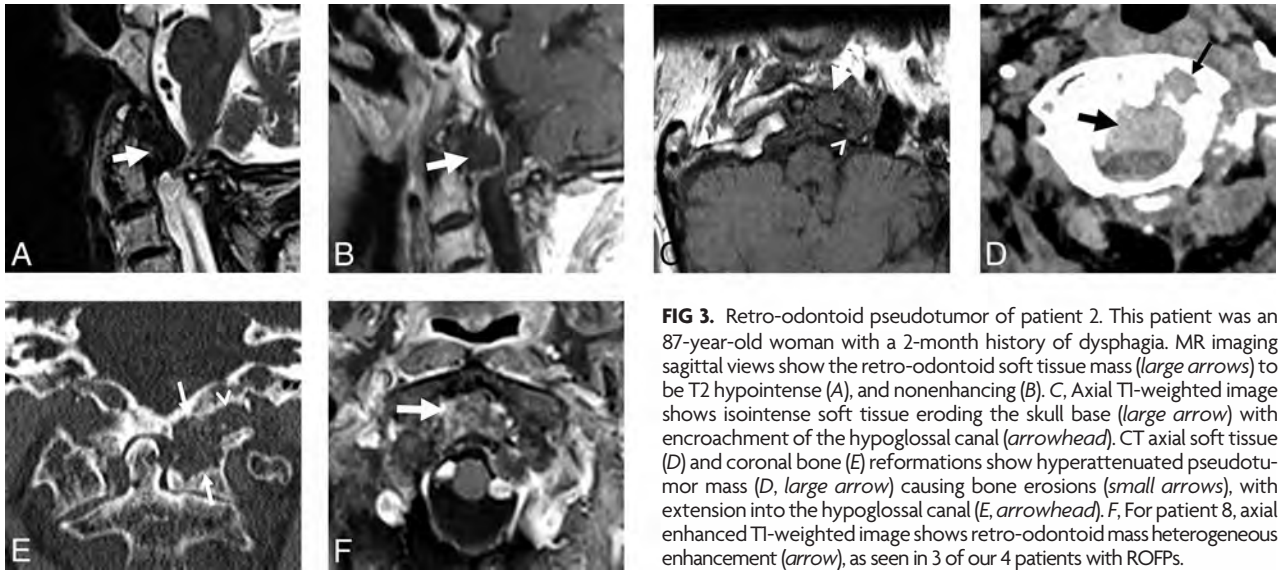 A
B
C
D
E
F
FIG 3. Retro-odontoid pseudotumor of patient 2. This patient was an
87-year-old woman with a 2-month history of dysphagia. MR imaging
sagittal views show the retro-odontoid soft tissue mass (large arrows) to
be T2 hypointense (A), and nonenhancing (B). C, Axial T1-weighted image
shows isointense soft tissue eroding the skull base (large arrow) with
encroachment of the hypoglossal canal (arrowhead). CT axial soft tissue
(D) and coronal bone (E) reformations show hyperattenuated pseudotu-
mor mass (D, large arrow) causing bone erosions (small arrows), with
extension into the hypoglossal canal (E, arrowhead). F, For patient 8, axial
enhanced T1-weighted image shows retro-odontoid mass heterogeneous
enhancement (arrow), as seen in 3 of our 4 patients with ROFPs.